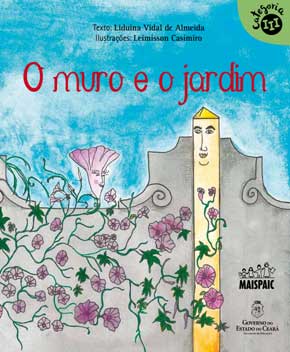 Categoria
III
Texto: Liduina Vidal de Almeida
Ilustrações: Leimisson Casimiro
O muro e o jardim
MAISPAIC
GOVERNO DO
ESTADO DO CEARÁ